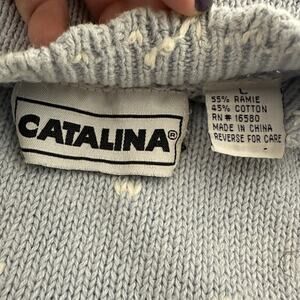 CATALINA®
L
55% RAMIE
45% COTTON
RN # 16580
MADE IN CHINA
REVERSE FOR CARE